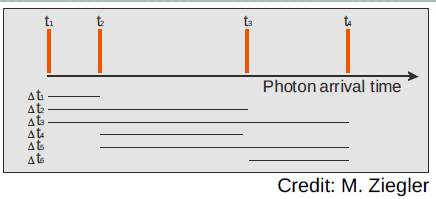 t₁ t₂ t₃ t₄
Photon arrival time
Δt₁
Δt₂
Δt₃
Δt₄
Δt₅
Δt₆
Credit: M. Ziegler